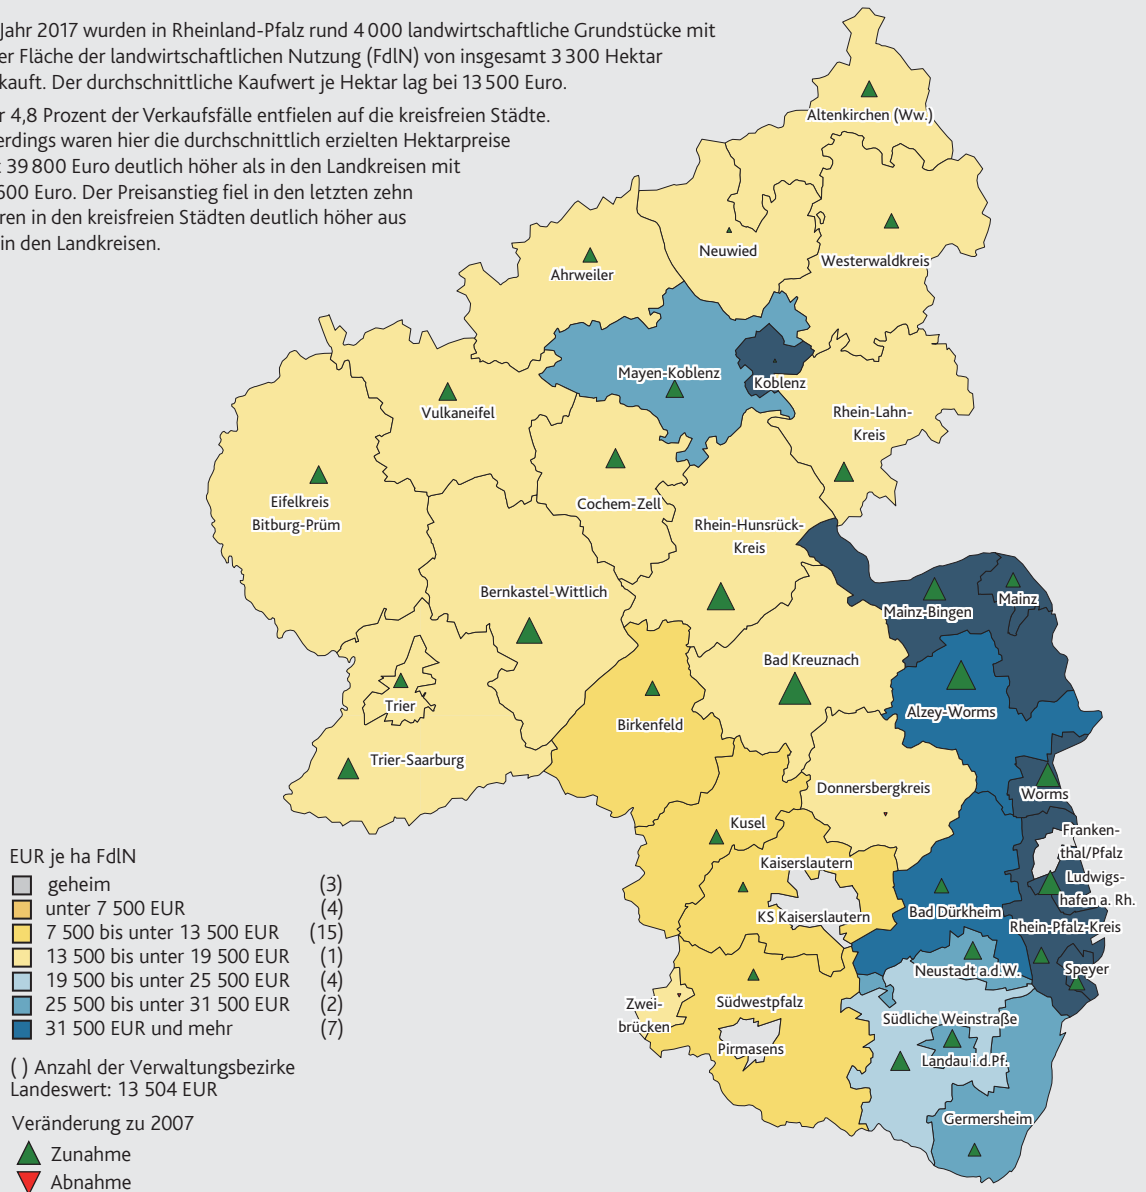 Jahr 2017 wurden in Rheinland-Pfalz rund 4 000 landwirtschaftliche Grundstücke mit
er Fläche der landwirtschaftlichen Nutzung (FdlN) von insgesamt 3 300 Hektar
kauft. Der durchschnittliche Kaufwert je Hektar lag bei 13 500 Euro.
r 4,8 Prozent der Verkaufsfälle entfielen auf die kreisfreien Städte.
erdings waren hier die durchschnittlich erzielten Hektarpreise
39 800 Euro deutlich höher als in den Landkreisen mit
600 Euro. Der Preisanstieg fiel in den letzten zehn
ren in den kreisfreien Städten deutlich höher aus
in den Landkreisen.
Altenkirchen (Ww.)
Neuwied
Westerwaldkreis
Ahrweiler
Mayen-Koblenz
Koblenz
Vulkaneifel
Rhein-Lahn-
Kreis
Eifelkreis
Bitburg-Prüm
Cochem-Zell
Rhein-Hunsrück-
Kreis
Bernkastel-Wittlich
Mainz-Bingen
Mainz
Bad Kreuznach
Trier
Birkenfeld
Alzey-Worms
Trier-Saarburg
Donnersbergkreis
Worms
Kusel
Franken-
thal/Pfalz
Kaiserslautern
Ludwigs-
hafen a. Rh.
KS Kaiserslautern
Bad Dürkheim
Rhein-Pfalz-Kreis
Neustadt a.d.W.
Speyer
Zwei-
brücken
Südwestpfalz
Südliche Weinstraße
Pirmasens
Landau i.d.Pf.
Germersheim
EUR je ha FdlN
geheim (3)
unter 7 500 EUR (4)
7 500 bis unter 13 500 EUR (15)
13 500 bis unter 19 500 EUR (1)
19 500 bis unter 25 500 EUR (4)
25 500 bis unter 31 500 EUR (2)
31 500 EUR und mehr (7)
( ) Anzahl der Verwaltungsbezirke
Landeswert: 13 504 EUR
Veränderung zu 2007
Zunahme
Abnahme